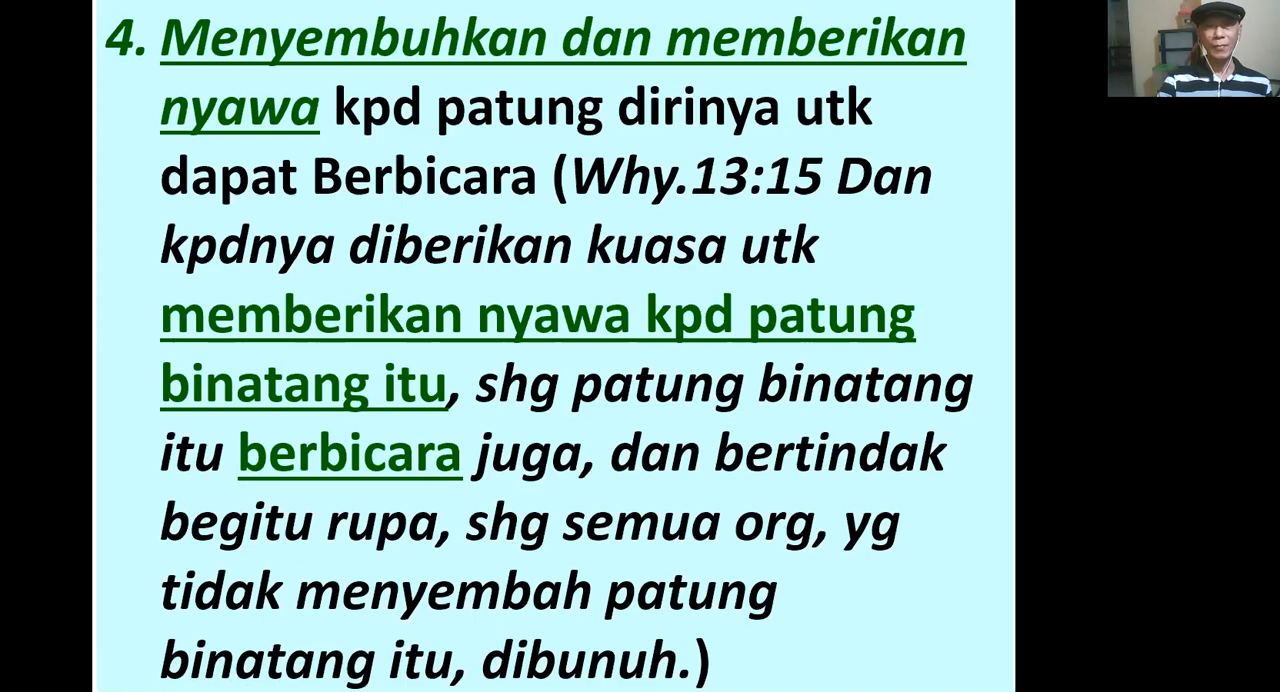 4. Menyembuhkan dan memberikan
nyawa kpd patung dirinya utk
dapat Berbicara (Why.13:15 Dan
kpdnya diberikan kuasa utk
memberikan nyawa kpd patung
binatang itu, shg patung binatang
itu berbicara juga, dan bertindak
begitu rupa, shg semua org, yg
tidak menyembah patung
binatang itu, dibunuh.)